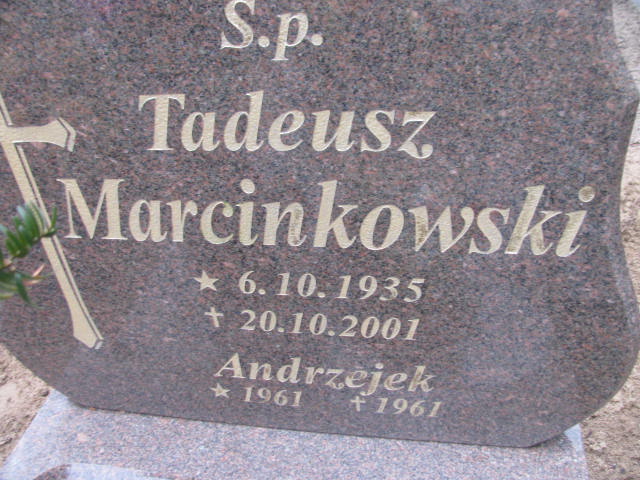 S.p.
Tadeusz
Marcinkowski
★ 6.10.1935
✝ 20.10.2001
Andrzejek
★ 1961 ✝ 1961